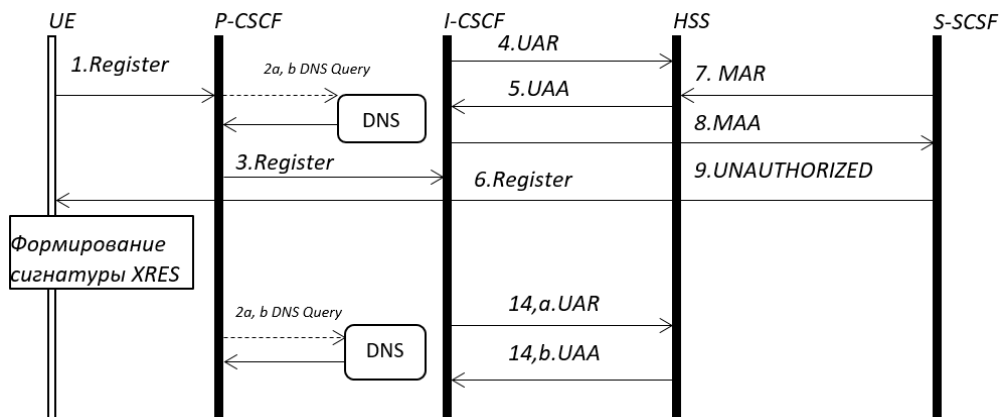 UE
P-CSCF
I-CSCF
HSS
S-SCSF
1.Register
2a, b DNS Query
DNS
4.UAR
5.UAA
7. MAR
8.MAA
3.Register
6.Register
9.UNAUTHORIZED
Формирование
сигнатуры XRES
2a, b DNS Query
DNS
14,a.UAR
14,b.UAA